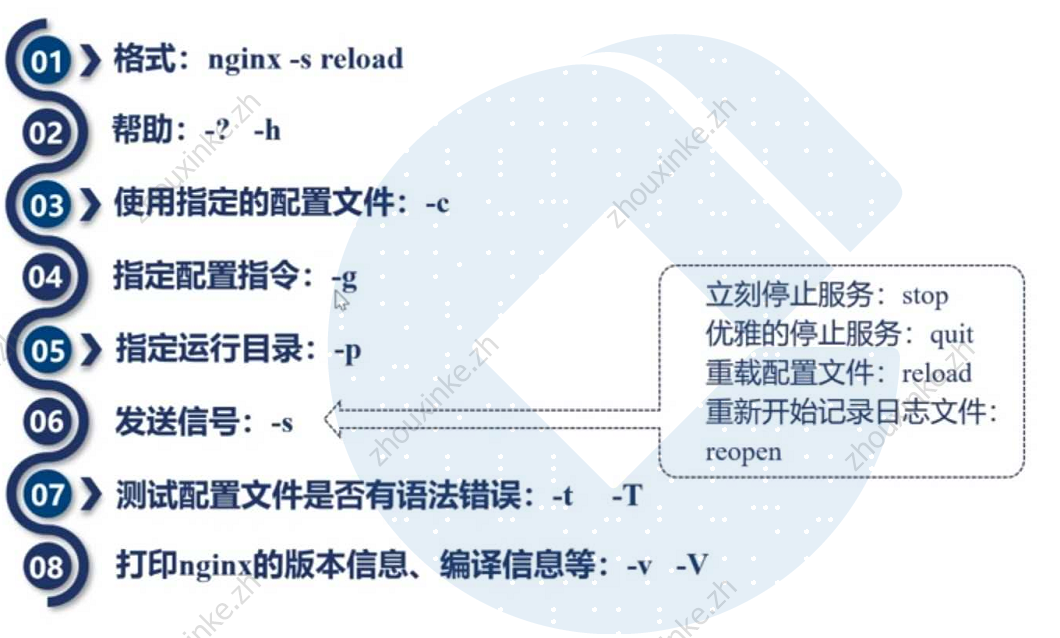 01 格式：nginx -s reload
02 帮助：-? -h
03 使用指定的配置文件：-c
04 指定配置指令：-g
05 指定运行目录：-p
06 发送信号：-s
立刻停止服务：stop
优雅的停止服务：quit
重载配置文件：reload
重新开始记录日志文件：
reopen
07 测试配置文件是否有语法错误：-t -T
08 打印nginx的版本信息、编译信息等：-v -V
zhouxinke.zh
zhouxinke.zh
zhouxinke.zh